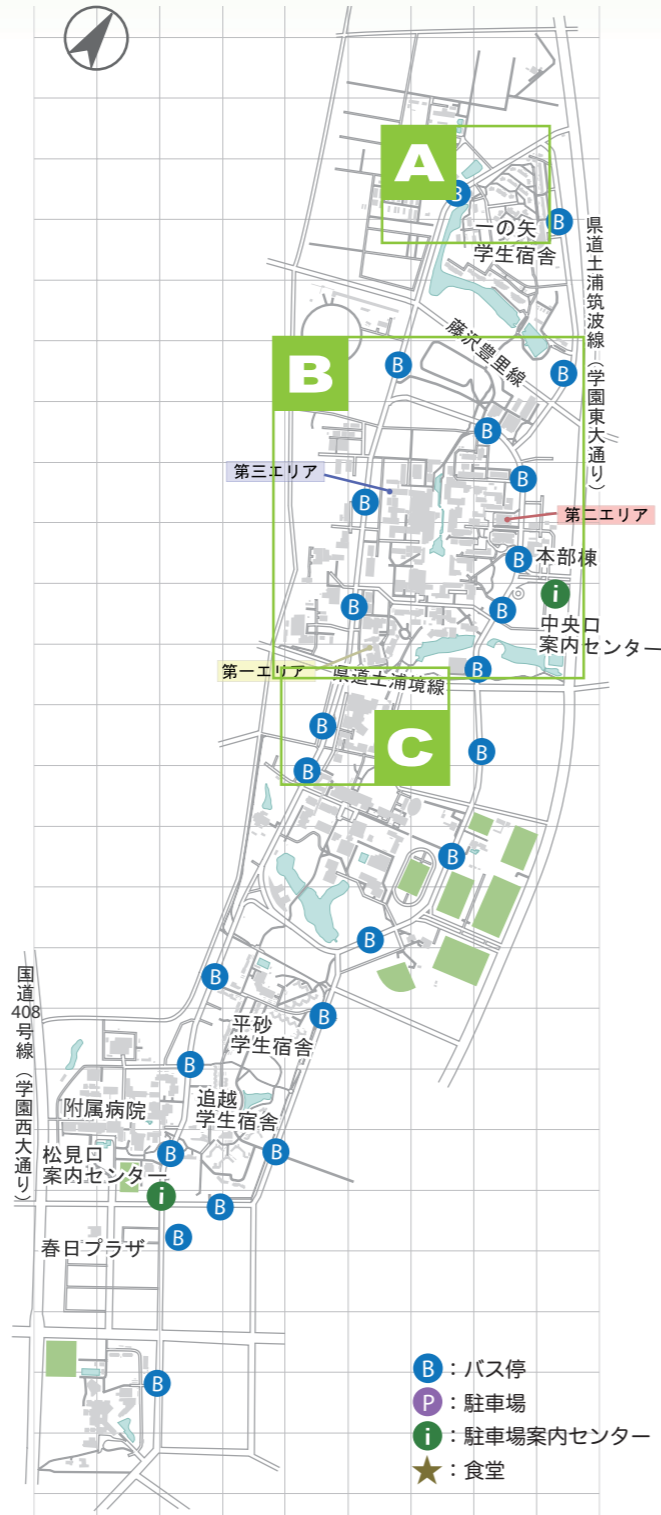 A
B
一の矢
学生宿舎
B
県道土浦筑波線(学園東大通り)
藤沢豊里線
B
B
B
B
第三エリア
B
B
第二エリア
B
本部棟
i
中央口
案内センター
B
B
第一エリア
県道土浦境線
B
B
C
B
B
B
B
B
国道
408
号線(学園西大通り)
B
平砂
学生宿舎
B
附属病院
追越
学生宿舎
松見口
案内センター
B
B
i
B
春日プラザ
B
B
B:バス停
P:駐車場
i:駐車場案内センター
:食堂